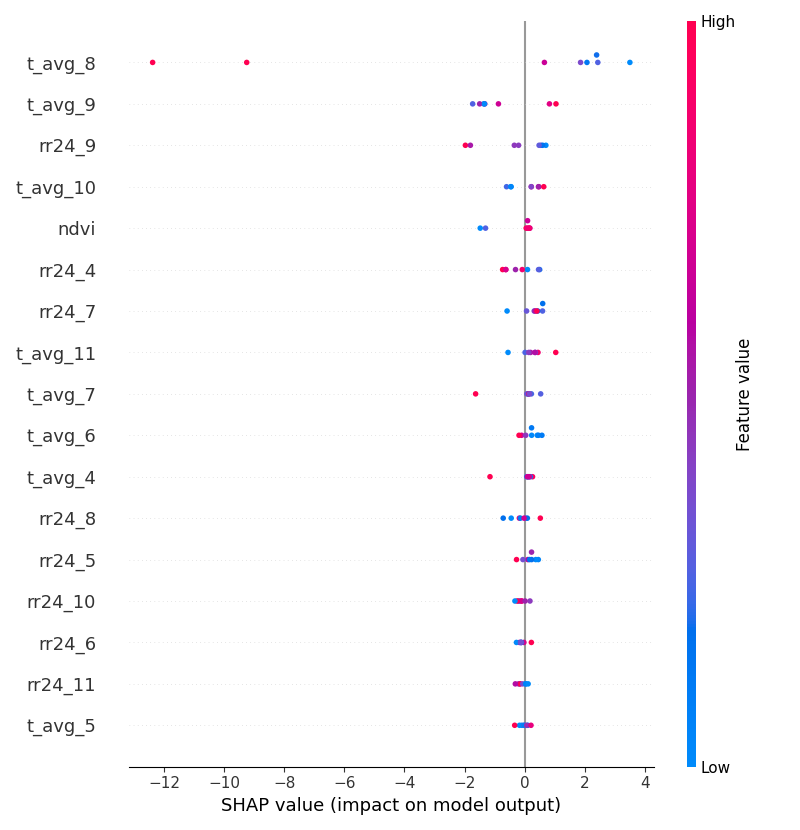 High
t_avg_8
t_avg_9
rr24_9
t_avg_10
ndvi
rr24_4
rr24_7
t_avg_11
t_avg_7
t_avg_6
t_avg_4
rr24_8
rr24_5
rr24_10
rr24_6
rr24_11
t_avg_5
Feature value
Low
−12 −10 −8 −6 −4 −2 0 2 4
SHAP value (impact on model output)